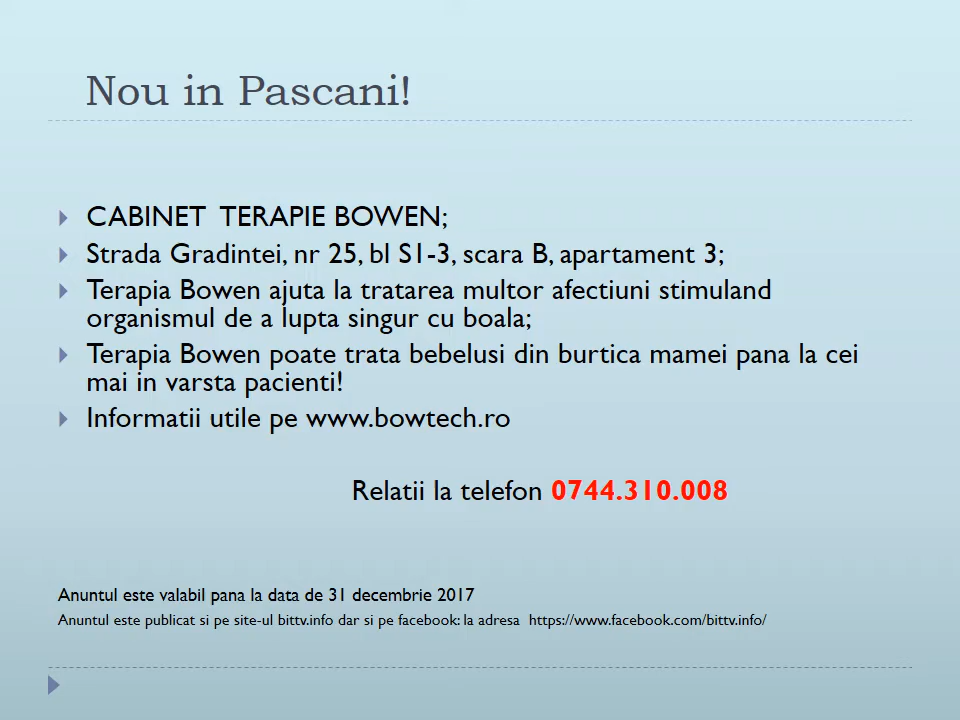 Nou in Pascani!
CABINET TERAPIE BOWEN;
Strada Gradintei, nr 25, bl S1-3, scara B, apartament 3;
Terapia Bowen ajuta la tratarea multor afectiuni stimuland
organismul de a lupta singur cu boala;
Terapia Bowen poate trata bebelusi din burtica mamei pana la cei
mai in varsta pacienti!
Informatii utile pe www.bowtech.ro
Relatii la telefon 0744.310.008
Anuntul este valabil pana la data de 31 decembrie 2017
Anuntul este publicat si pe site-ul bittv.info dar si pe facebook: la adresa https://www.facebook.com/bittv.info/